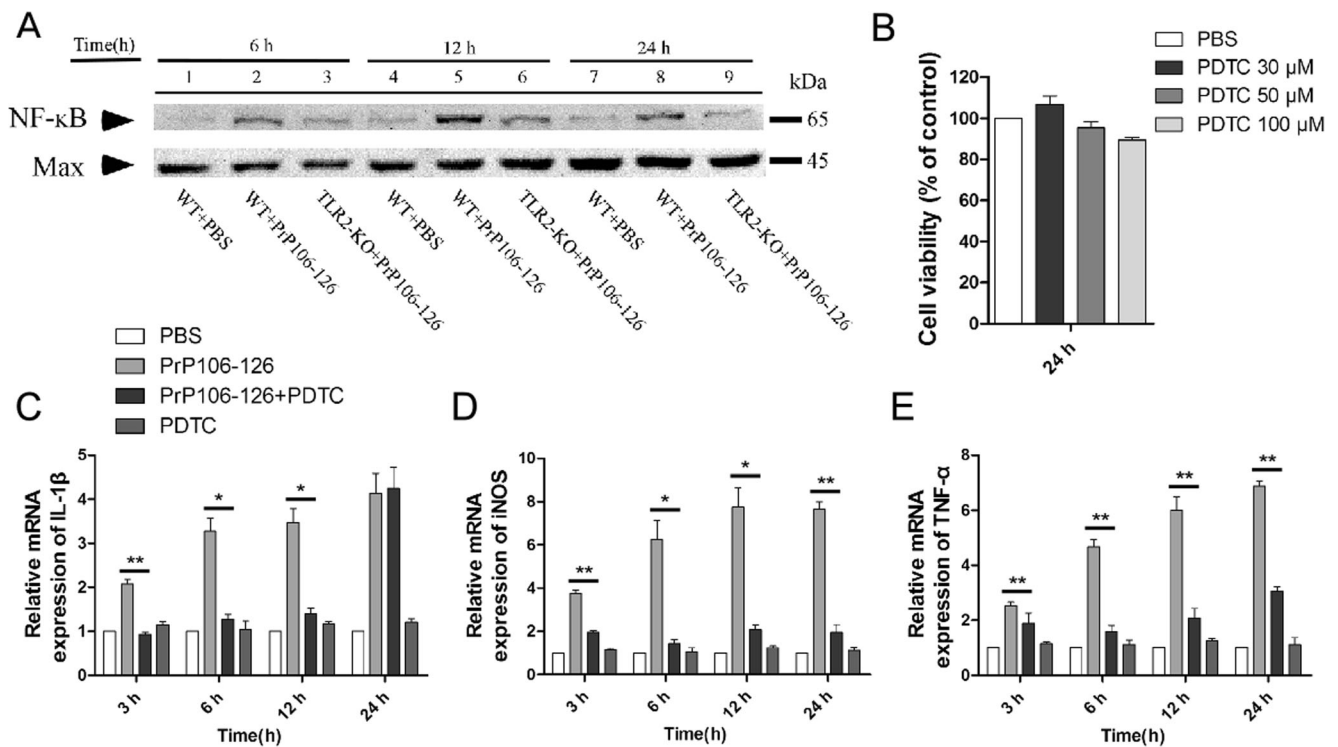 A
Time(h) 6 h 12 h 24 h
1 2 3 4 5 6 7 8 9 kDa
NF-κB 65
Max 45
WT+PBS
WT+PrP106-126
TLR2-KO+PrP106-126
WT+PBS
WT+PrP106-126
TLR2-KO+PrP106-126
WT+PBS
WT+PrP106-126
TLR2-KO+PrP106-126
B
PBS
PDTC 30 µM
PDTC 50 µM
PDTC 100 µM
Cell viability (% of control)
120
100
80
60
40
20
0
24 h
PBS
PrP106-126
PrP106-126+PDTC
PDTC
C
Relative mRNA
expression of IL-1β
5
4
3
2
1
0
** * *
3 h 6 h 12 h 24 h
Time(h)
D
Relative mRNA
expression of iNOS
10
8
6
4
2
0
** * * **
3 h 6 h 12 h 24 h
Time(h)
E
Relative mRNA
expression of TNF-α
8
6
4
2
0
** ** ** **
3 h 6 h 12 h 24 h
Time(h)